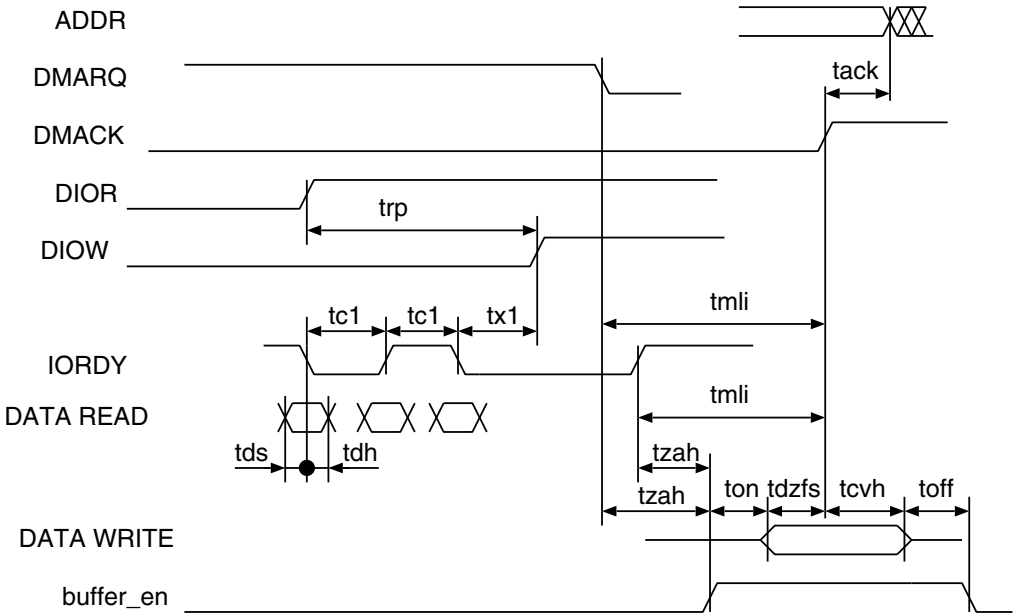 ADDR
DMARQ
tack
DMACK
DIOR
trp
DIOW
tc1 tc1 tx1 tmli
IORDY
tmli
DATA READ
tds tdh tzah
tzah ton tdzfs tcvh toff
DATA WRITE
buffer_en